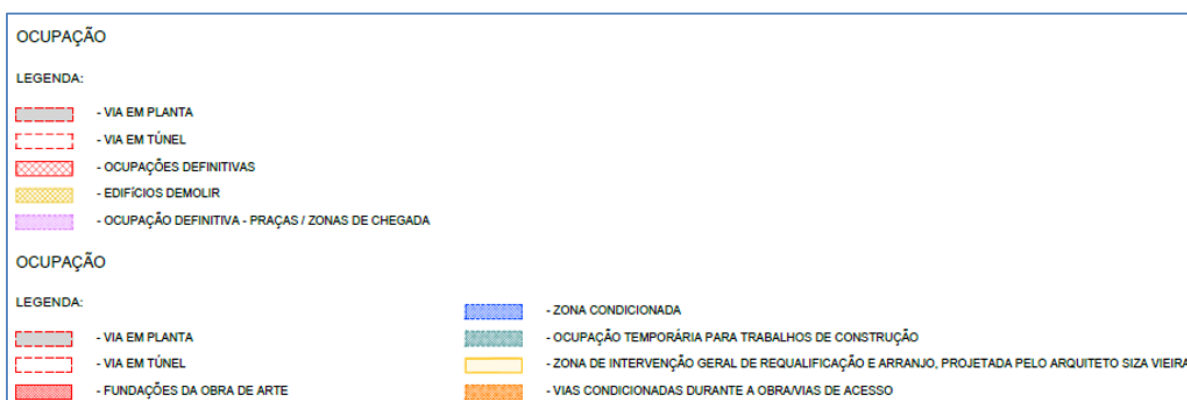 OCUPAÇÃO
LEGENDA:
- VIA EM PLANTA
- VIA EM TÚNEL
- OCUPAÇÕES DEFINITIVAS
- EDIFÍCIOS DEMOLIR
- OCUPAÇÃO DEFINITIVA - PRAÇAS / ZONAS DE CHEGADA
OCUPAÇÃO
LEGENDA:
- VIA EM PLANTA
- VIA EM TÚNEL
- FUNDAÇÕES DA OBRA DE ARTE
- ZONA CONDICIONADA
- OCUPAÇÃO TEMPORÁRIA PARA TRABALHOS DE CONSTRUÇÃO
- ZONA DE INTERVENÇÃO GERAL DE REQUALIFICAÇÃO E ARRANJO, PROJETADA PELO ARQUITETO SIZA VIEIRA
- VIAS CONDICIONADAS DURANTE A OBRA/VIAS DE ACESSO